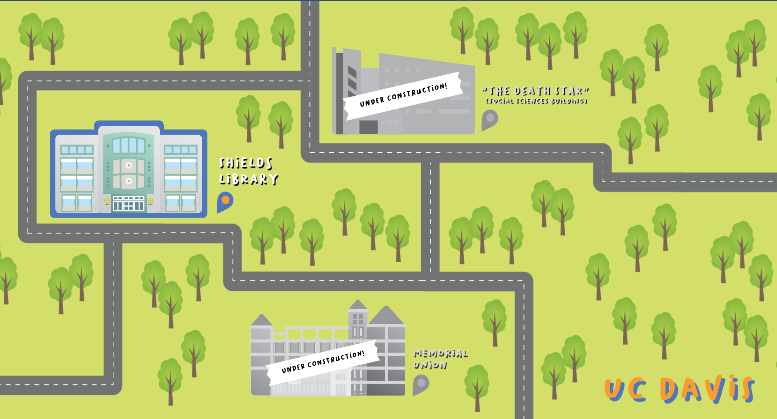 UNDER CONSTRUCTION!
"THE DEATH STAR"
(SOCIAL SCIENCES BUILDING)
SHIELDS
LIBRARY
UNDER CONSTRUCTION!
MEMORIAL
UNION
UC DAVIS